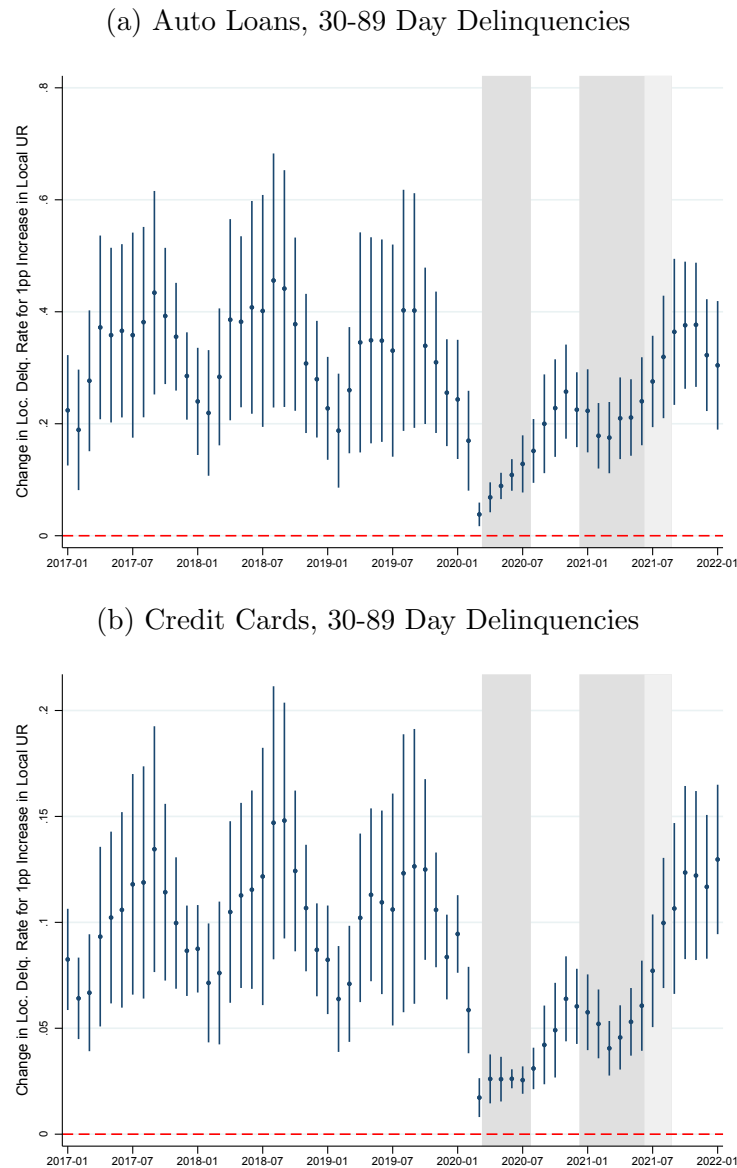 (a) Auto Loans, 30-89 Day Delinquencies
Change in Loc. Delq. Rate for 1pp Increase in Local UR
.8
.6
.4
.2
0
2017-01 2017-07 2018-01 2018-07 2019-01 2019-07 2020-01 2020-07 2021-01 2021-07 2022-01
(b) Credit Cards, 30-89 Day Delinquencies
Change in Loc. Delq. Rate for 1pp Increase in Local UR
.2
.15
.1
.05
0
2017-01 2017-07 2018-01 2018-07 2019-01 2019-07 2020-01 2020-07 2021-01 2021-07 2022-01